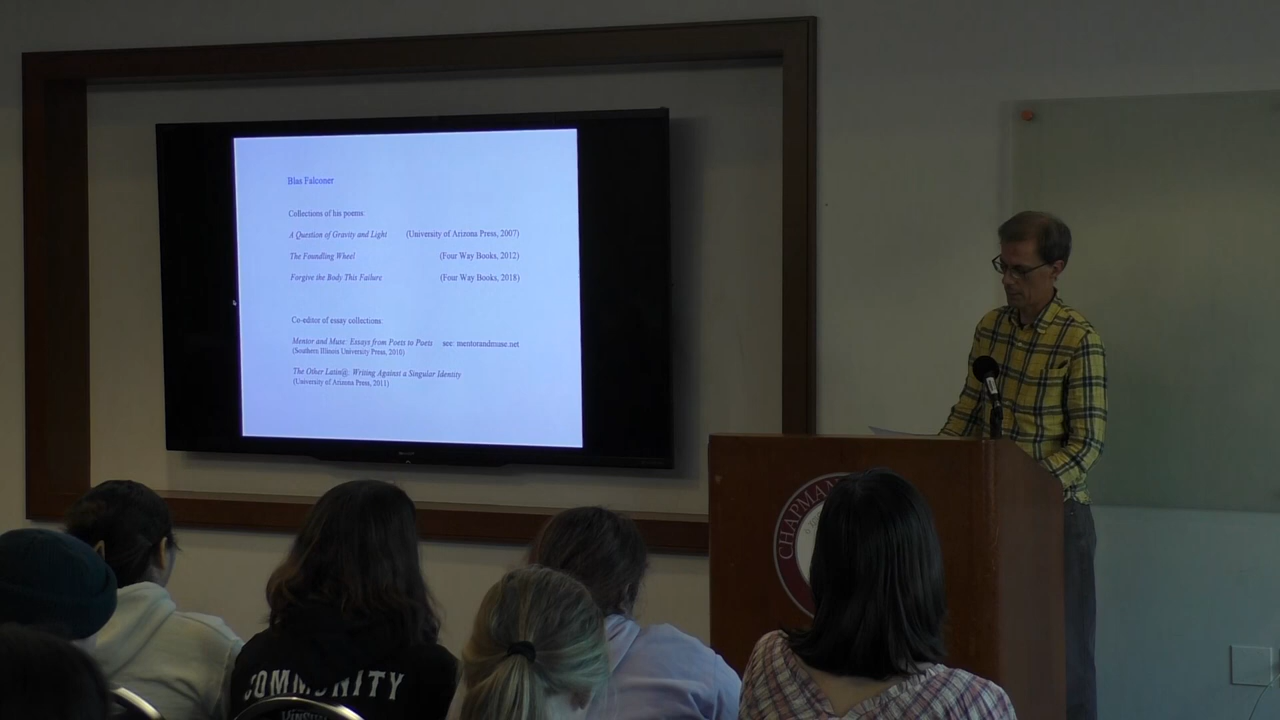 Blas Falconer
Collections of his poems:
A Question of Gravity and Light (University of Arizona Press, 2007)
The Foundling Wheel (Four Way Books, 2012)
Forgive the Body This Failure (Four Way Books, 2018)
Co-editor of essay collections:
Mentor and Muse: Essays from Poets to Poets see: mentorandmuse.net
(Southern Illinois University Press, 2010)
The Other Latin@: Writing Against a Singular Identity
(University of Arizona Press, 2011)
CHAPMAN
COMMUNITY